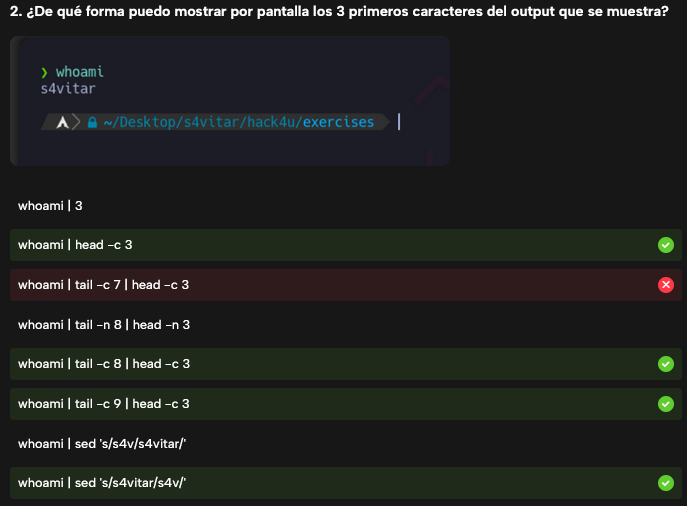 2. ¿De qué forma puedo mostrar por pantalla los 3 primeros caracteres del output que se muestra?
❯ whoami
s4vitar
~/Desktop/s4vitar/hack4u/exercises
whoami | 3
whoami | head -c 3
whoami | tail -c 7 | head -c 3
whoami | tail -n 8 | head -n 3
whoami | tail -c 8 | head -c 3
whoami | tail -c 9 | head -c 3
whoami | sed 's/s4v/s4vitar/'
whoami | sed 's/s4vitar/s4v/'